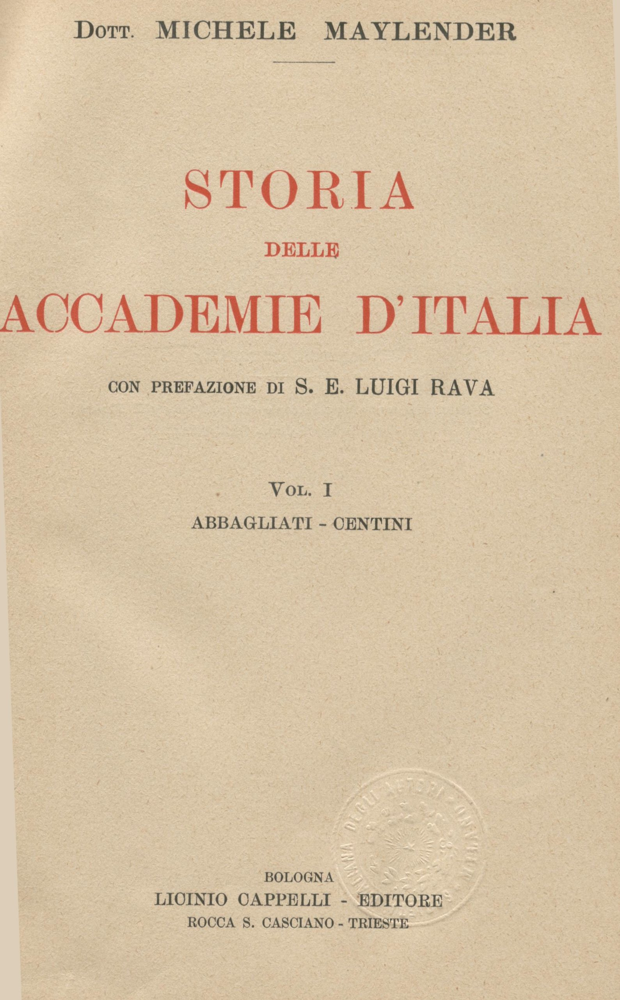 Dott. MICHELE MAYLENDER
STORIA
DELLE
ACCADEMIE D'ITALIA
CON PREFAZIONE DI S. E. LUIGI RAVA
Vol. I
ABBAGLIATI - CENTINI
DEGLI
BOLOGNA
LICINIO CAPPELLI - EDITORE
ROCCA S. CASCIANO - TRIESTE